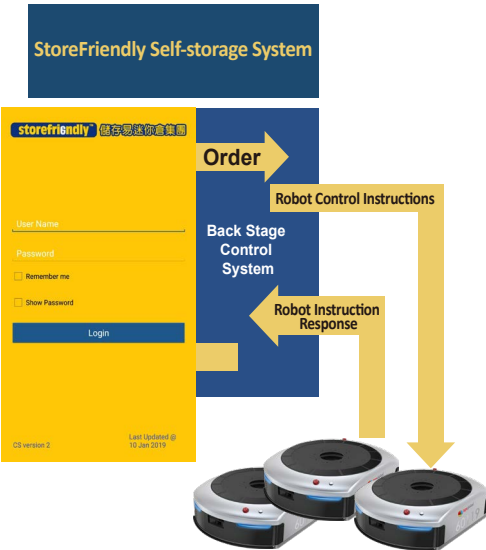 StoreFriendly Self-storage System
storefriendly™ 儲存易迷你倉集團
Order
Robot Control Instructions
User Name
Back Stage
Control
System
Password
Remember me
Show Password
Robot Instruction
Response
Login
Last Updated @
CS version 2
10 Jan 2019